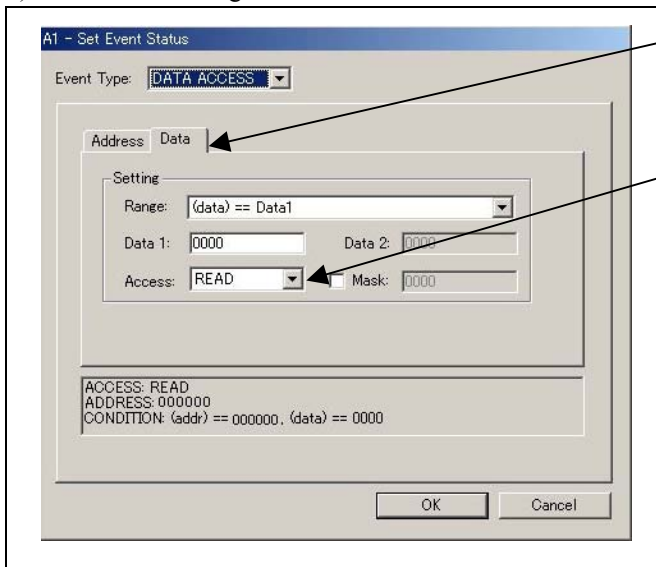 A1 - Set Event Status
Event Type: DATA ACCESS
Address Data
Setting
Range: (data) == Data1
Data 1: 0000 Data 2: 0000
Access: READ Mask: 0000
ACCESS: READ
ADDRESS: 000000
CONDITION: (addr) == 000000, (data) == 0000
OK Cancel